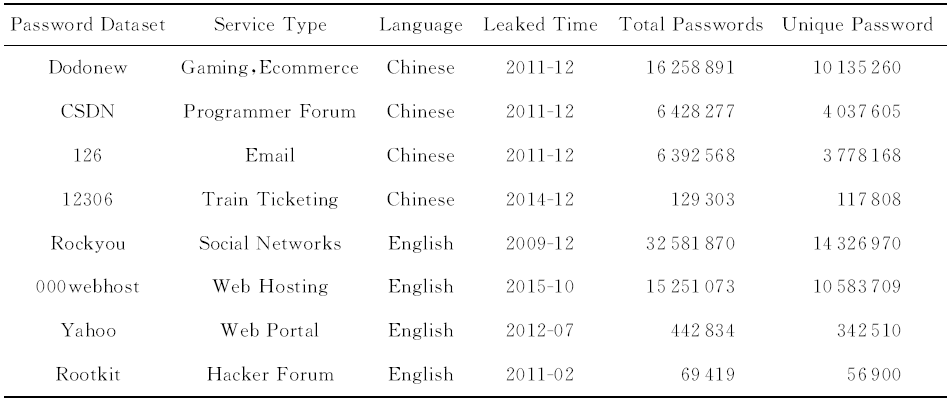 Password Dataset Service Type Language Leaked Time Total Passwords Unique Password
Dodonew Gaming,Ecommerce Chinese 2011-12 16 258 891 10 135 260
CSDN Programmer Forum Chinese 2011-12 6 428 277 4 037 605
126 Email Chinese 2011-12 6 392 568 3 778 168
12306 Train Ticketing Chinese 2014-12 129 303 117 808
Rockyou Social Networks English 2009-12 32 581 870 14 326 970
000webhost Web Hosting English 2015-10 15 251 073 10 583 709
Yahoo Web Portal English 2012-07 442 834 342 510
Rootkit Hacker Forum English 2011-02 69 419 56 900